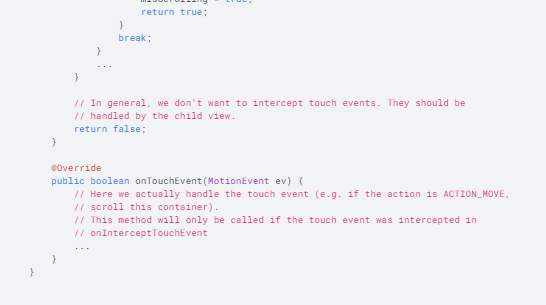 mIsScrolling = true;
return true;
}
break;
}
...
}
// In general, we don't want to intercept touch events. They should be
// handled by the child view.
return false;
}
@Override
public boolean onTouchEvent(MotionEvent ev) {
// Here we actually handle the touch event (e.g. if the action is ACTION_MOVE,
// scroll this container).
// This method will only be called if the touch event was intercepted in
// onInterceptTouchEvent
...
}
}